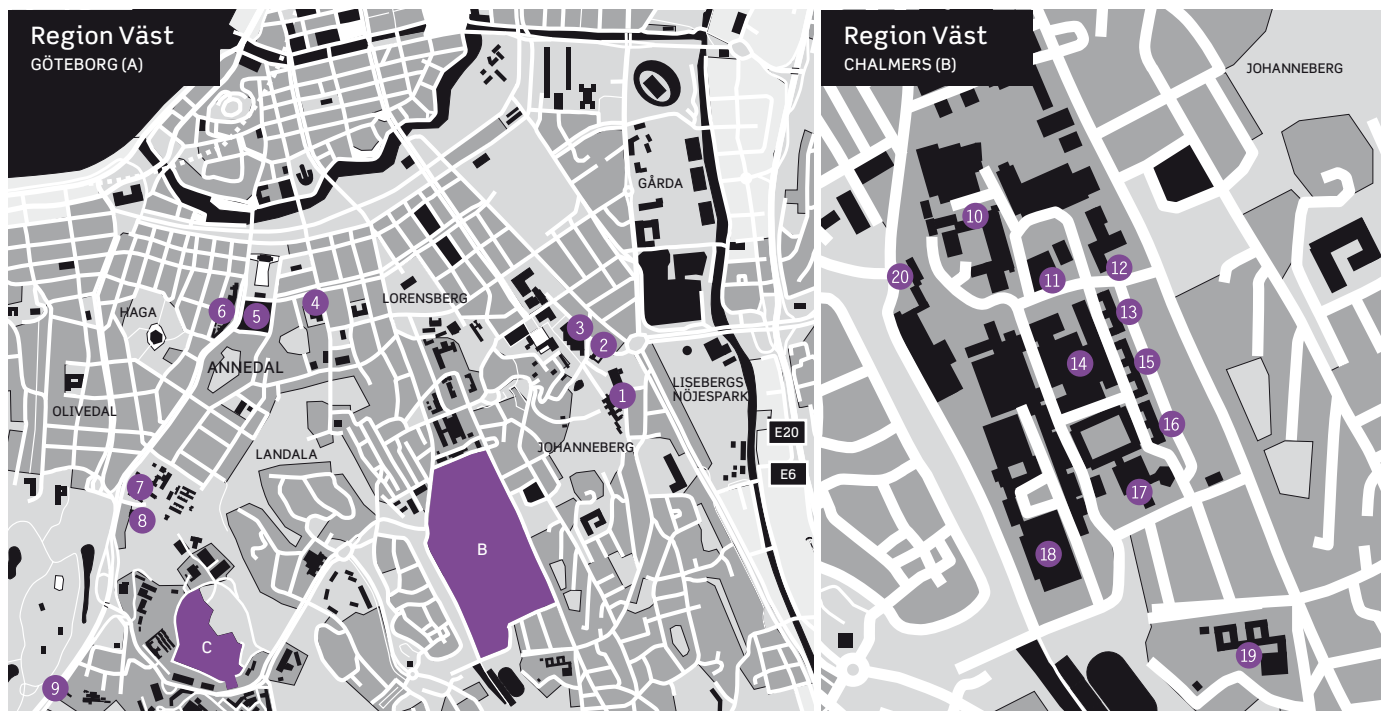 Region Väst
GÖTEBORG (A)
GÅRDA
LORENSBERG
HAGA
6
5
4
3
2
ANNEDAL
1
LISEBERGS
NÖJESPARK
OLIVEDAL
E20
JOHANNEBERG
LANDALA
E6
7
8
B
C
9
Region Väst
CHALMERS (B)
JOHANNEBERG
10
20
11
12
13
14
15
16
17
18
19